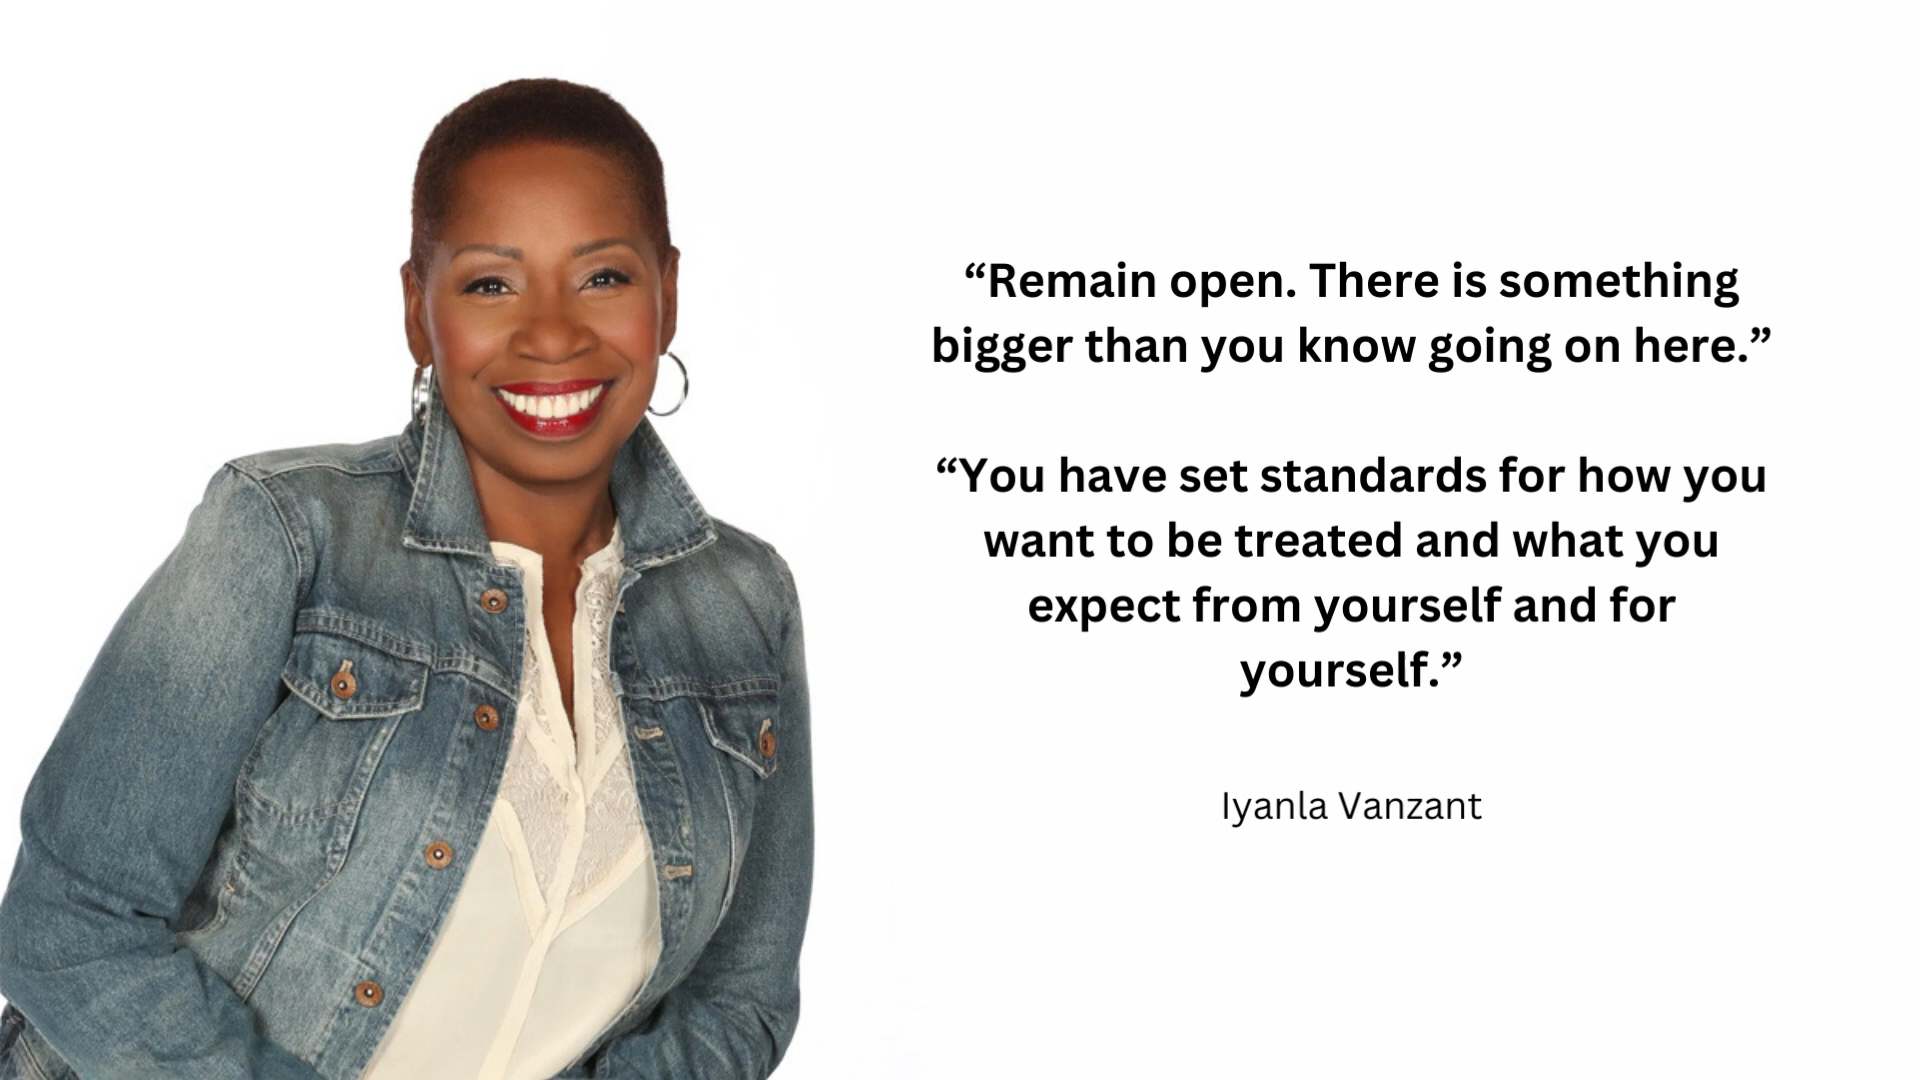 “Remain open. There is something
bigger than you know going on here.”
“You have set standards for how you
want to be treated and what you
expect from yourself and for
yourself.”
Iyanla Vanzant